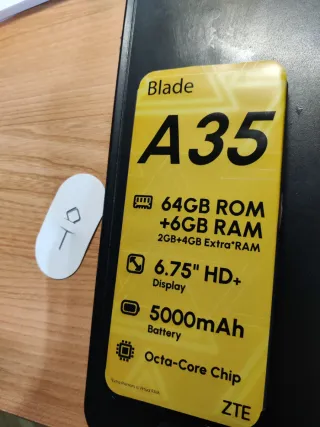 Blade
A35
64GB ROM
+6GB RAM
2GB+4GB Extra*RAM
6.75" HD+
Display
5000mAh
Battery
Octa-Core Chip
ZTE